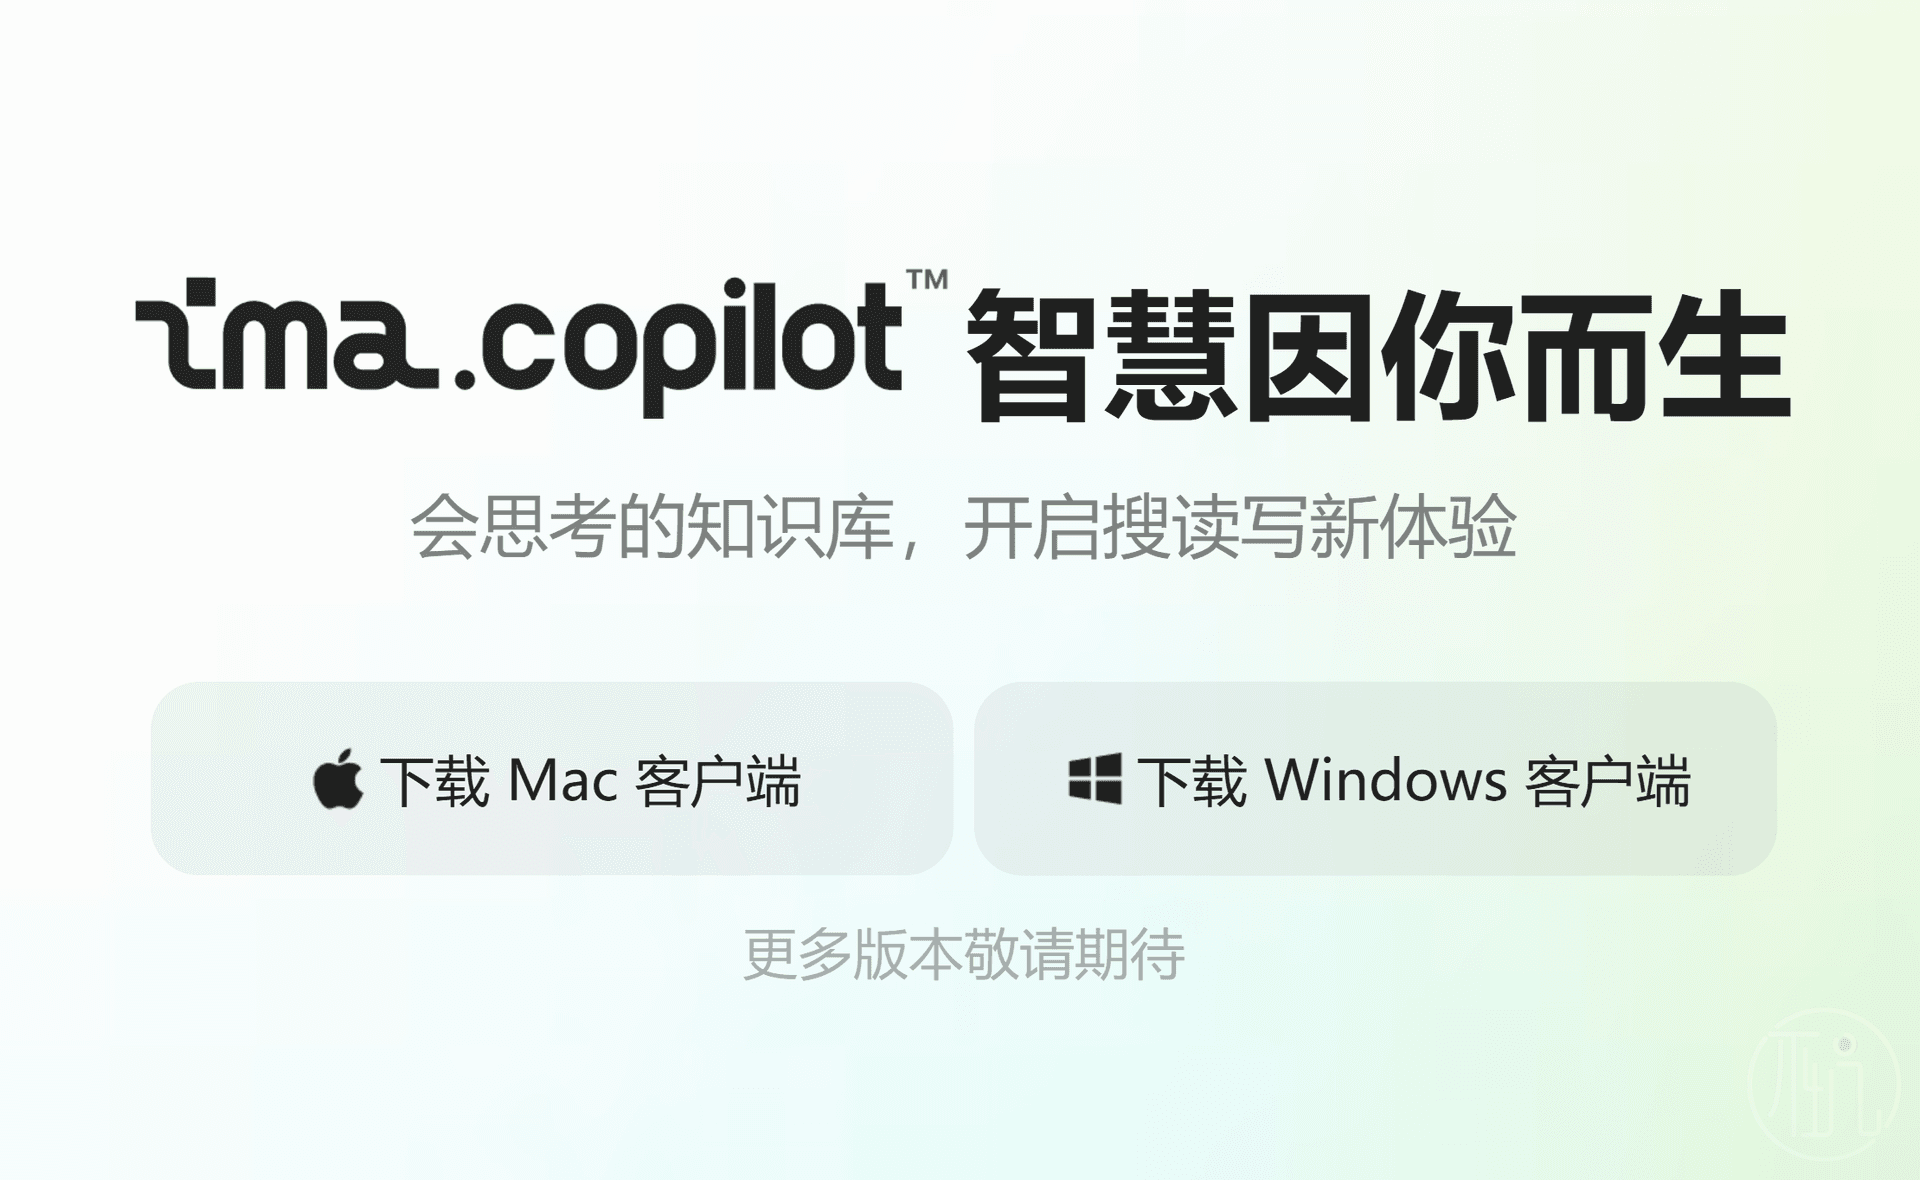 ima.copilot™ 智慧因你而生
会思考的知识库，开启搜读写新体验
下载 Mac 客户端
下载 Windows 客户端
更多版本敬请期待